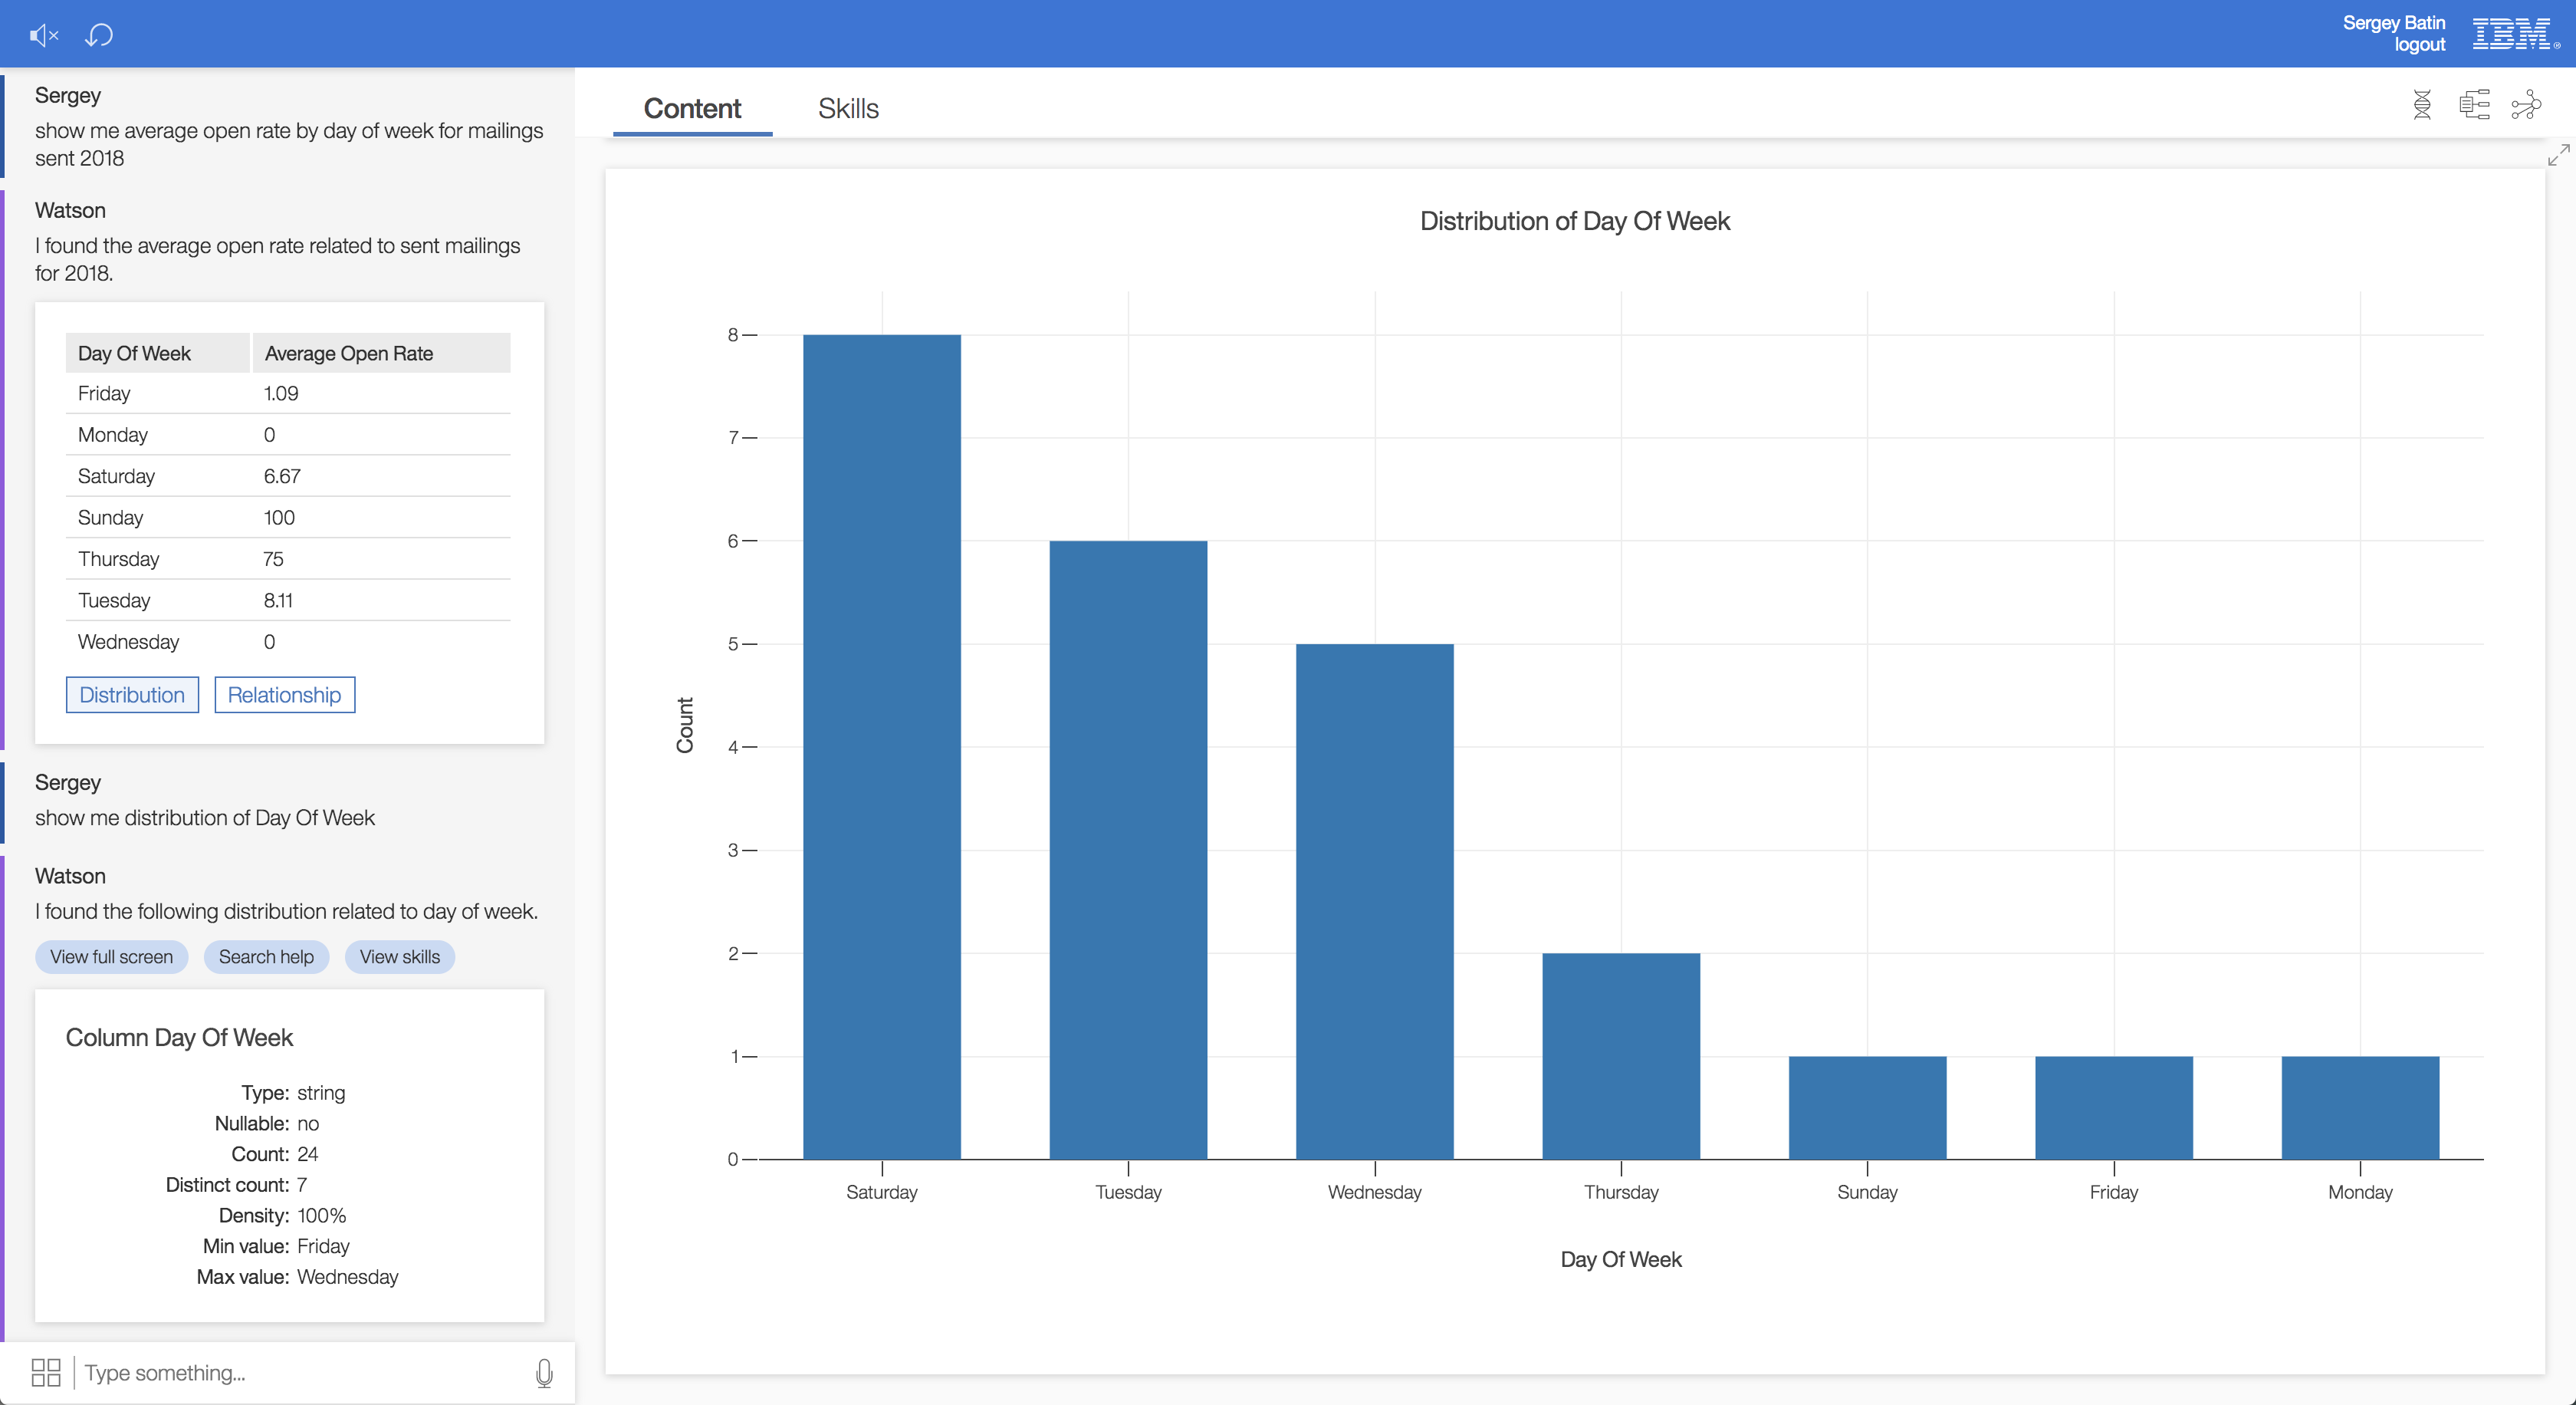 Sergey Batin
logout
IBM
Sergey
show me average open rate by day of week for mailings
sent 2018
Watson
I found the average open rate related to sent mailings
for 2018.
Day Of Week Average Open Rate
Friday 1.09
Monday 0
Saturday 6.67
Sunday 100
Thursday 75
Tuesday 8.11
Wednesday 0
Distribution Relationship
Sergey
show me distribution of Day Of Week
Watson
I found the following distribution related to day of week.
View full screen Search help View skills
Column Day Of Week
Type: string
Nullable: no
Count: 24
Distinct count: 7
Density: 100%
Min value: Friday
Max value: Wednesday
Type something...
Content Skills
Distribution of Day Of Week
8
7
6
5
4
3
2
1
0
Count
Saturday Tuesday Wednesday Thursday Sunday Friday Monday
Day Of Week